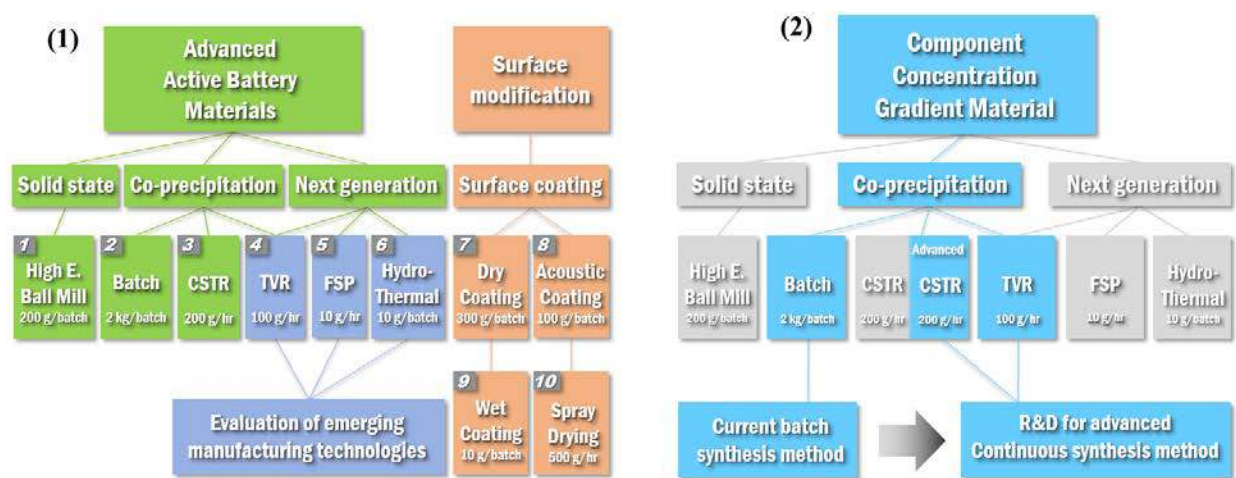 (1)
Advanced
Active Battery
Materials
Surface
modification
Solid state
Co-precipitation
Next generation
Surface coating
1
High E.
Ball Mill
200 g/batch
2
Batch
2 kg/batch
3
CSTR
200 g/hr
4
TVR
100 g/hr
5
FSP
10 g/hr
6
Hydro-
Thermal
10 g/batch
7
Dry
Coating
300 g/batch
8
Acoustic
Coating
100 g/batch
Evaluation of emerging
manufacturing technologies
9
Wet
Coating
10 g/batch
10
Spray
Drying
500 g/hr
(2)
Component
Concentration
Gradient Material
Solid state
Co-precipitation
Next generation
High E.
Ball Mill
200 g/batch
Batch
2 kg/batch
CSTR
200 g/hr
Advanced
CSTR
200 g/hr
TVR
100 g/hr
FSP
10 g/hr
Hydro-
Thermal
10 g/batch
Current batch
synthesis method
R&D for advanced
Continuous synthesis method